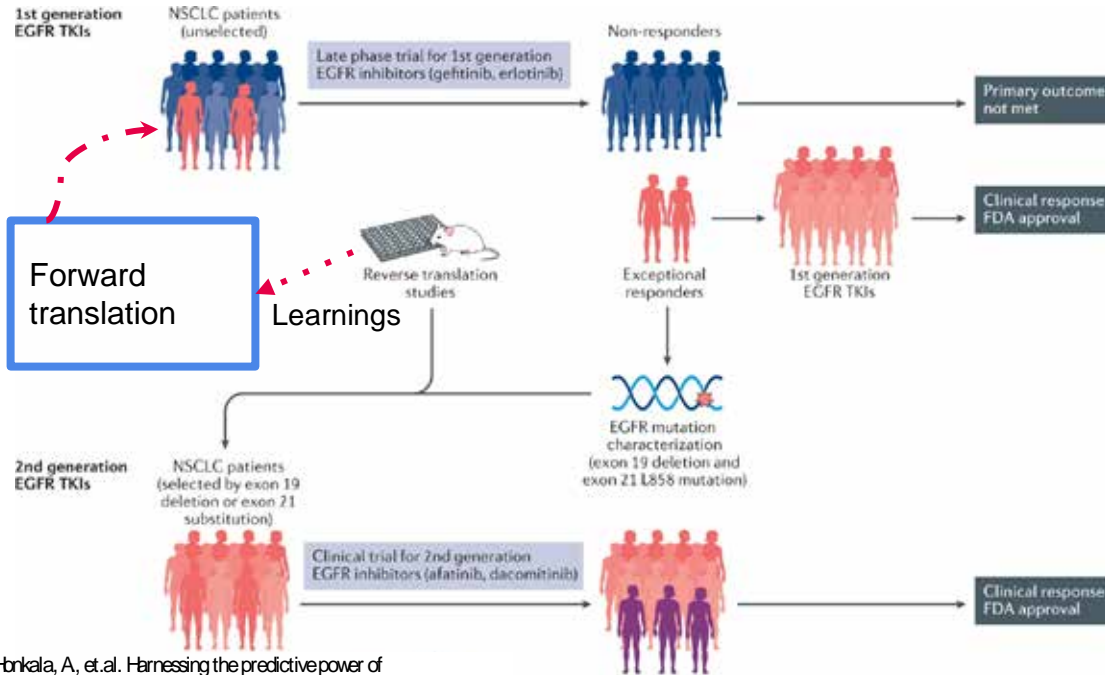 1st generation
EGFR TKIs
NSCLC patients
(unselected)
Late phase trial for 1st generation
EGFR inhibitors (gefitinib, erlotinib)
Non-responders
Primary outcome
not met
Clinical response
FDA approval
Forward
translation
Learnings
Reverse translation
studies
Exceptional
responders
1st generation
EGFR TKIs
EGFR mutation
characterization
(exon 19 deletion and
exon 21 L858 mutation)
2nd generation
EGFR TKIs
NSCLC patients
(selected by exon 19
deletion or exon 21
substitution)
Clinical trial for 2nd generation
EGFR inhibitors (afatinib, dacomitinib)
Clinical response
FDA approval
Honkala, A, et.al. Harnessing the predictive power of